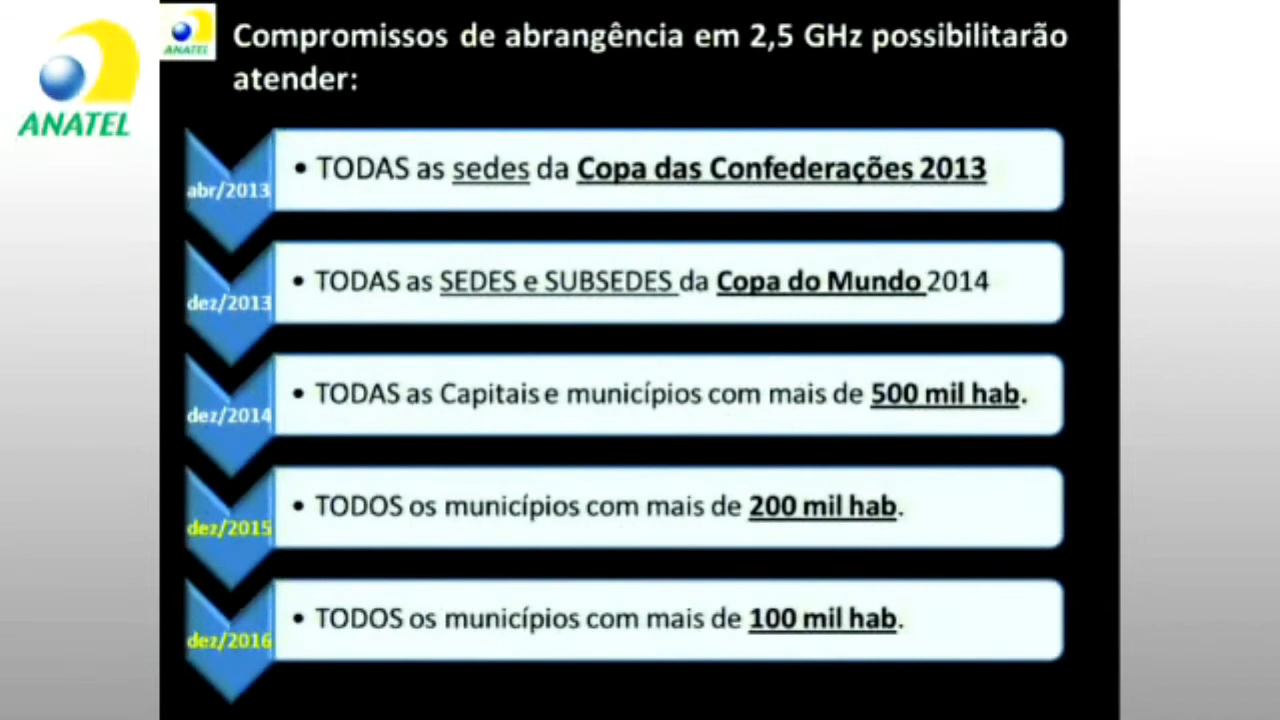 ANATEL
ANATEL
Compromissos de abrangência em 2,5 GHz possibilitarão
atender:
abr/2013
• TODAS as sedes da Copa das Confederações 2013
dez/2013
• TODAS as SEDES e SUBSEDES da Copa do Mundo 2014
dez/2014
• TODAS as Capitais e municípios com mais de 500 mil hab.
dez/2015
• TODOS os municípios com mais de 200 mil hab.
dez/2016
• TODOS os municípios com mais de 100 mil hab.